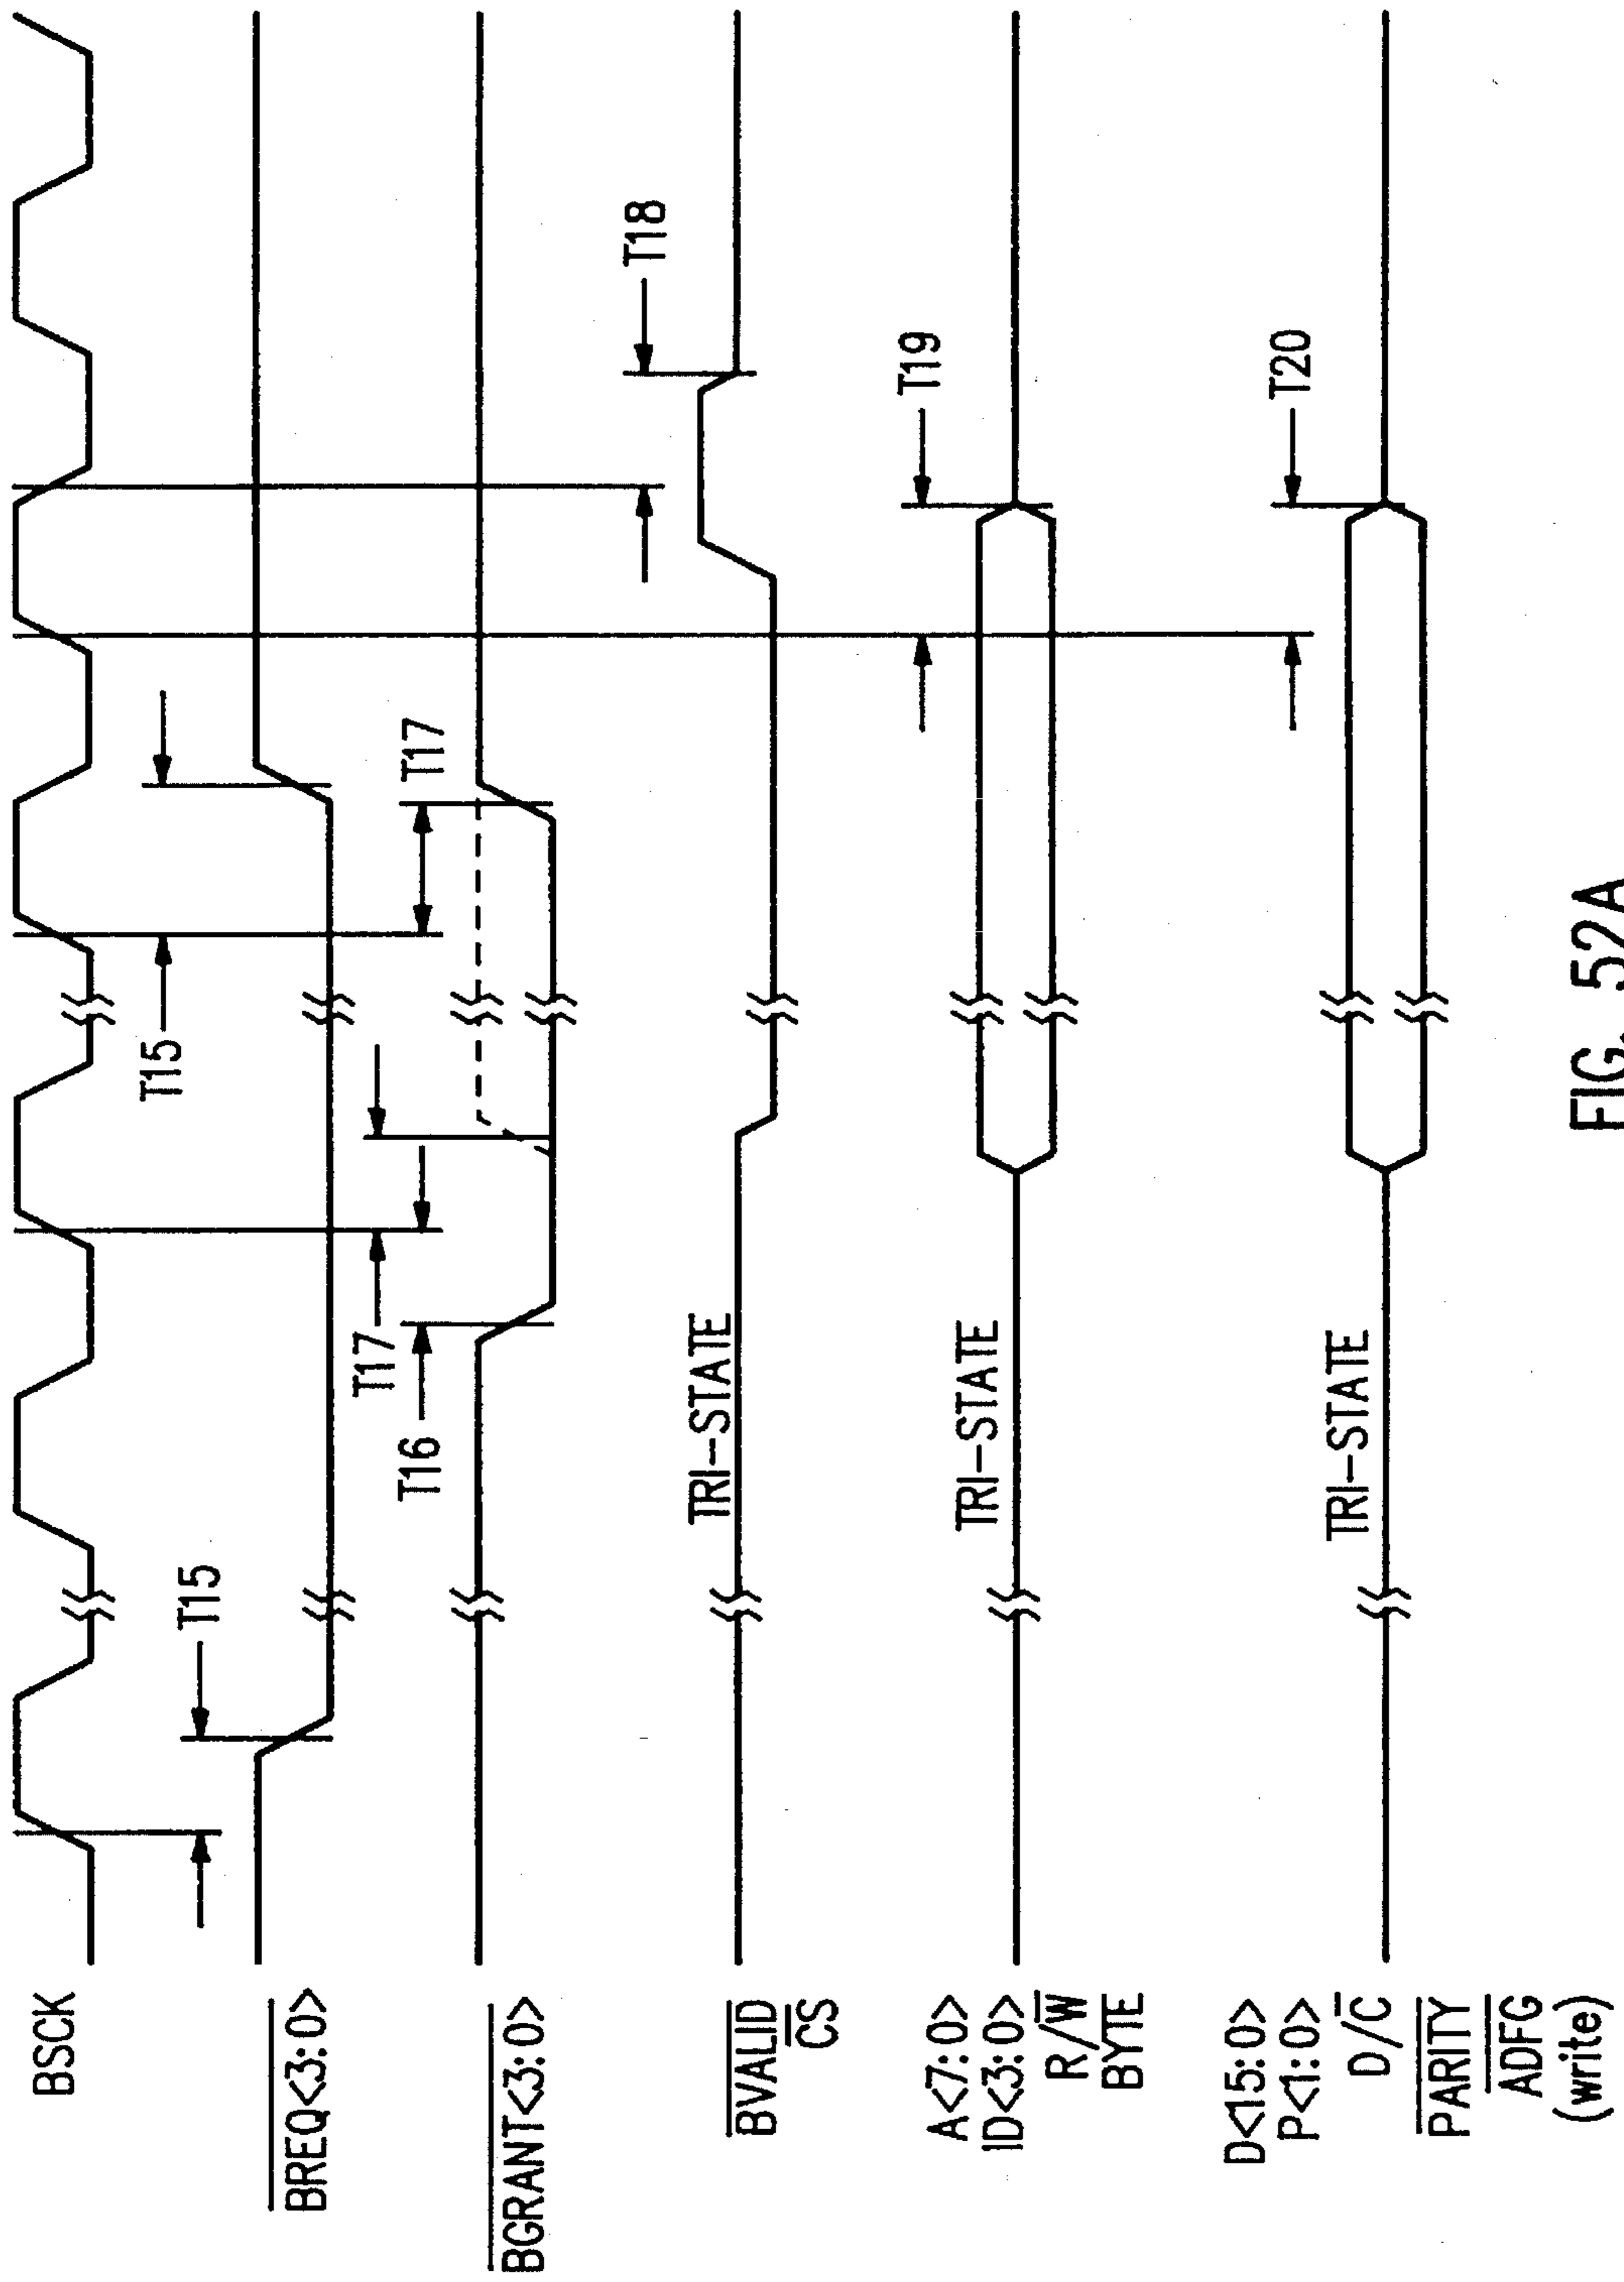 BSCK
T15
T15
BREQ<3:0>
T17
T16
T17
BGRANT<3:0>
T18
TRI-STATE
BVALID
CS
T19
A<7:0>
TRI-STATE
ID<3:0>
R/W
BYTE
D<15:0>
T20
P<1:0>
TRI-STATE
D/C
PARITY
ADFG
(write)
FIG. 52A